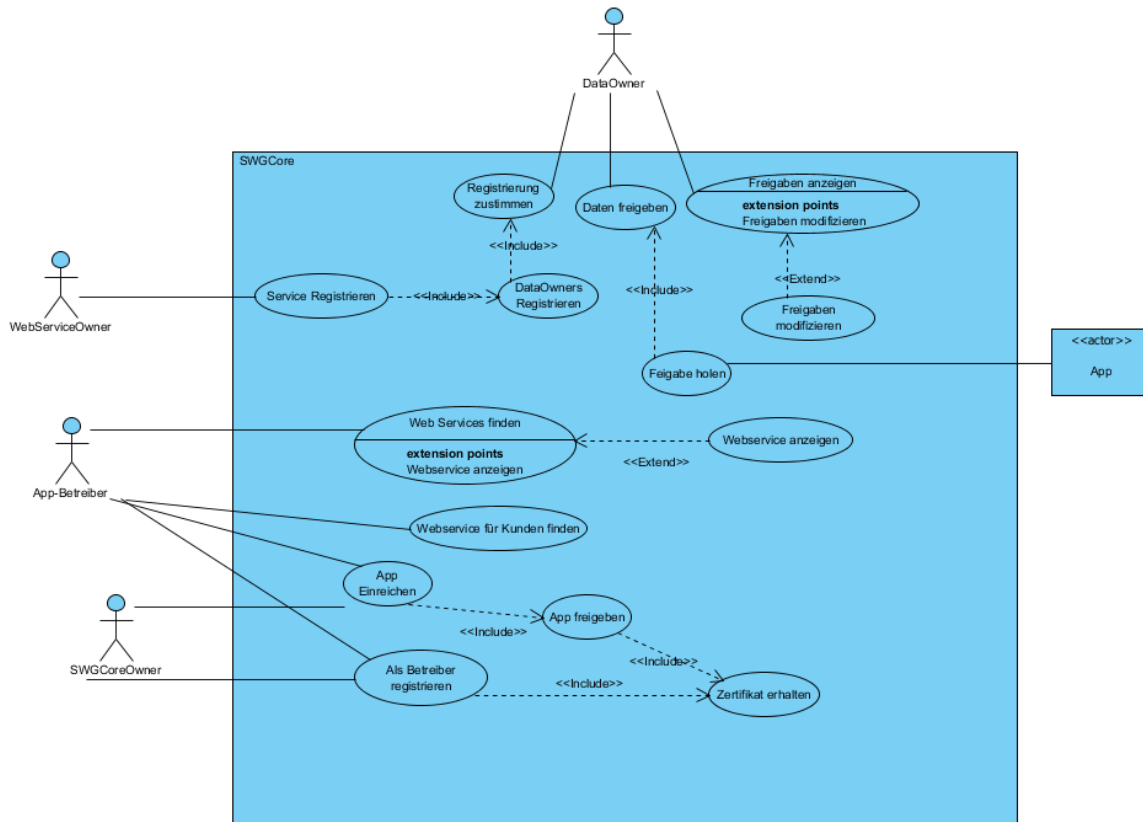 DataOwner
SWGCore
Registrierung
zustimmen
Daten freigeben
Freigaben anzeigen
extension points
Freigaben modifizieren
<<Include>>
<<Include>>
<<Extend>>
WebServiceOwner
Service Registrieren
<<Include>>
DataOwners
Registrieren
Freigaben
modifizieren
<<actor>>
App
Feigabe holen
App-Betreiber
Web Services finden
extension points
Webservice anzeigen
<<Extend>>
Webservice anzeigen
Webservice für Kunden finden
App
Einreichen
<<Include>>
App freigeben
SWGCoreOwner
Als Betreiber
registrieren
<<Include>>
<<Include>>
Zertifikat erhalten